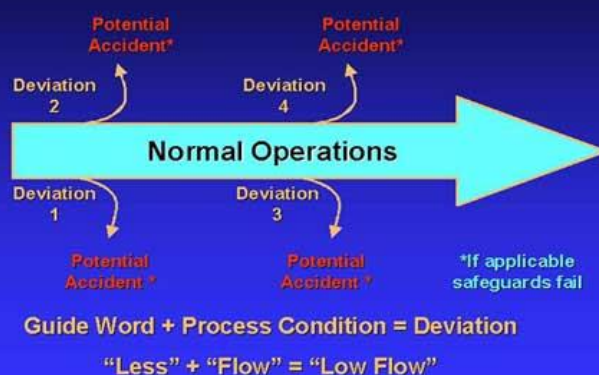 Potential
Accident*
Potential
Accident*
Deviation
2
Deviation
4
Normal Operations
Deviation
1
Deviation
3
Potential
Accident *
Potential
Accident *
*If applicable
safeguards fail
Guide Word + Process Condition = Deviation
“Less” + “Flow” = “Low Flow”